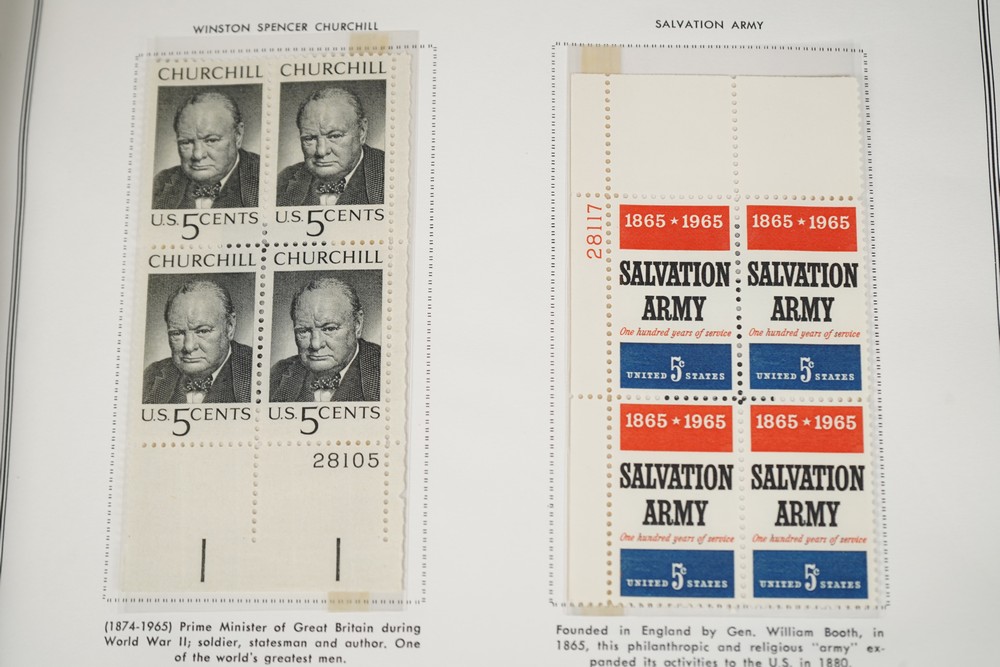 WINSTON SPENCER CHURCHILL
CHURCHILL CHURCHILL
U.S. 5 CENTS U.S. 5 CENTS
CHURCHILL CHURCHILL
U.S. 5 CENTS U.S. 5 CENTS
28105
(1874-1965) Prime Minister of Great Britain during
World War II; soldier, statesman and author. One
of the world's greatest men.
SALVATION ARMY
28117
1865 ★ 1965 1865 ★ 1965
SALVATION SALVATION
ARMY ARMY
One hundred years of service One hundred years of service
UNITED 5c STATES UNITED 5c STATES
1865 ★ 1965 1865 ★ 1965
SALVATION SALVATION
ARMY ARMY
One hundred years of service One hundred years of service
UNITED 5c STATES UNITED 5c STATES
Founded in England by Gen. William Booth, in
1865, this philanthropic and religious "army" ex-
panded its activities to the U.S. in 1880.